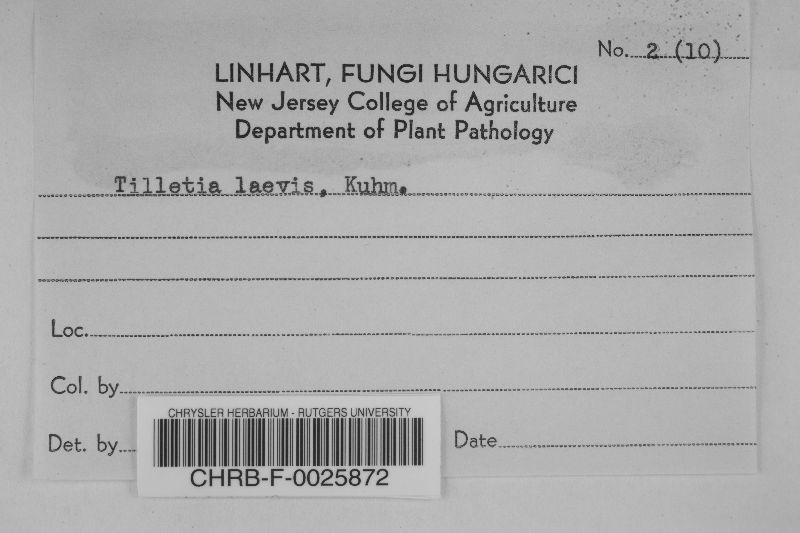 No. 2 (10)
LINHART, FUNGI HUNGARICI
New Jersey College of Agriculture
Department of Plant Pathology
Tilletia laevis, Kuhm.
Loc.
Col. by
Det. by
Date
CHRYSLER HERBARIUM - RUTGERS UNIVERSITY
CHRB-F-0025872